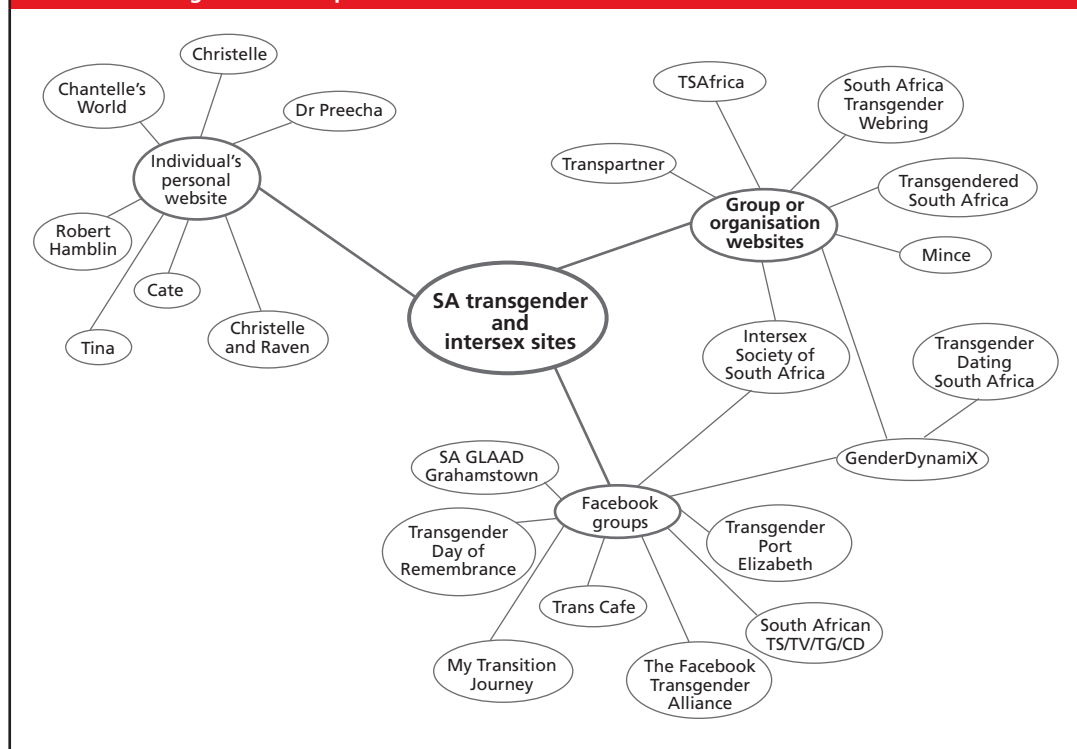 Christelle
Chantelle's
World
Dr Preecha
Individual's
personal
website
Robert
Hamblin
Cate
Tina
Christelle
and Raven
TSAfrica
South Africa
Transgender
Webring
Transpartner
Transgendered
South Africa
Group or
organisation
websites
Mince
SA transgender
and
intersex sites
Intersex
Society of
South Africa
Transgender
Dating
South Africa
GenderDynamiX
SA GLAAD
Grahamstown
Facebook
groups
Transgender
Day of
Remembrance
Transgender
Port
Elizabeth
Trans Cafe
South African
TS/TV/TG/CD
My Transition
Journey
The Facebook
Transgender
Alliance